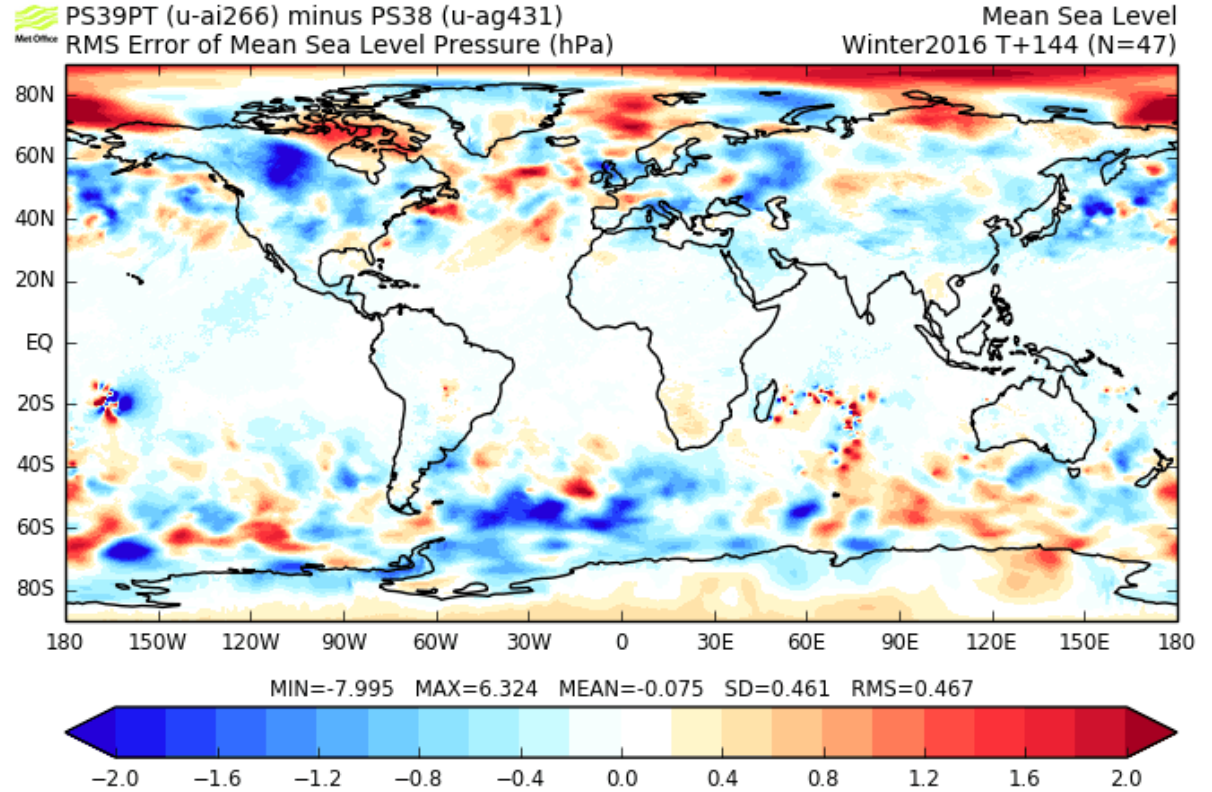 PS39PT (u-ai266) minus PS38 (u-ag431)
Mean Sea Level
Met Office
RMS Error of Mean Sea Level Pressure (hPa)
Winter2016 T+144 (N=47)
80N
60N
40N
20N
EQ
20S
40S
60S
80S
180 150W 120W 90W 60W 30W 0 30E 60E 90E 120E 150E 180
MIN=-7.995 MAX=6.324 MEAN=-0.075 SD=0.461 RMS=0.467
−2.0 −1.6 −1.2 −0.8 −0.4 0.0 0.4 0.8 1.2 1.6 2.0